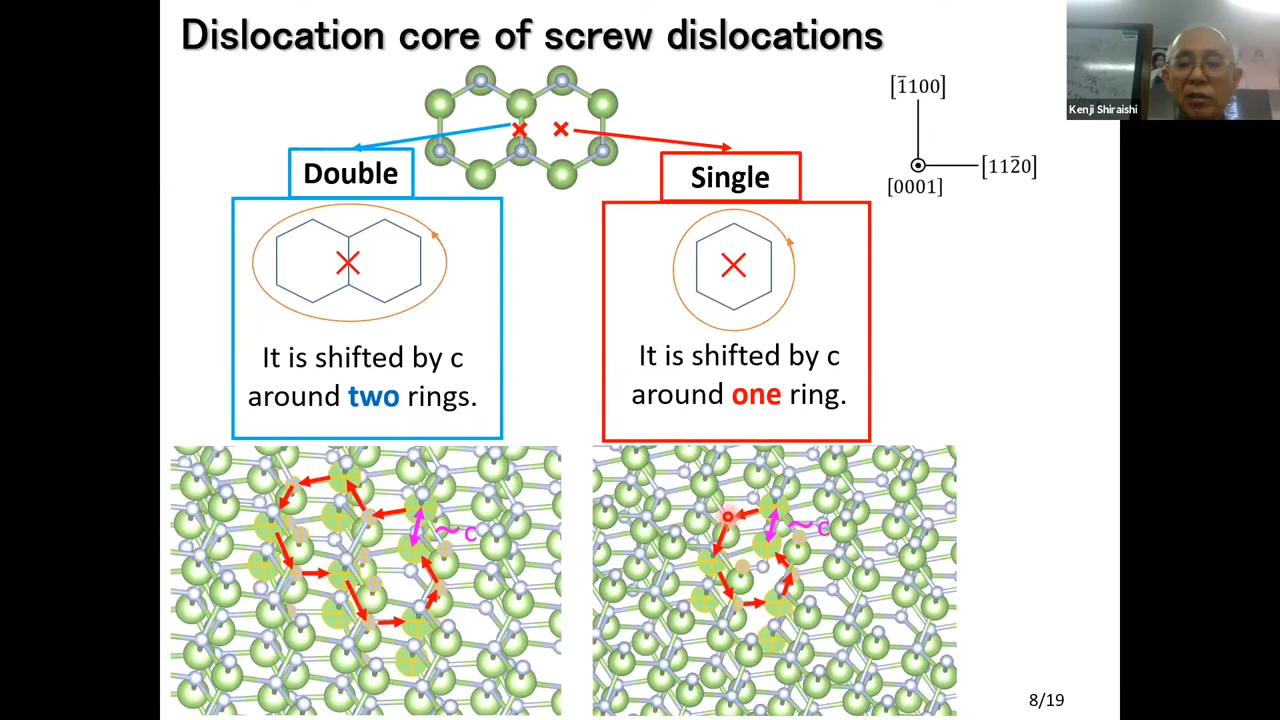 Dislocation core of screw dislocations
Kenji Shiraishi
[1̅100]
[112̅0]
[0001]
Double
Single
It is shifted by c
around two rings.
It is shifted by c
around one ring.
~c
~c
8/19